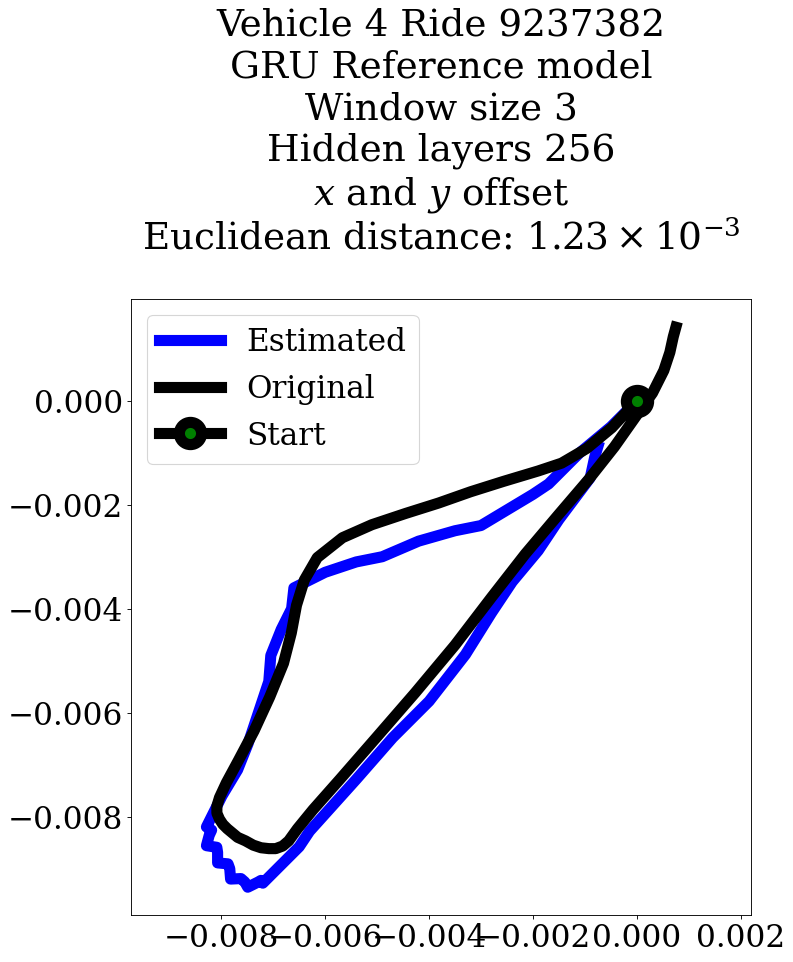 Vehicle 4 Ride 9237382
GRU Reference model
Window size 3
Hidden layers 256
x and y offset
Euclidean distance: 1.23 × 10⁻³
Estimated
Original
Start
0.000
−0.002
−0.004
−0.006
−0.008
−0.008 −0.006 −0.004 −0.002 0.000 0.002